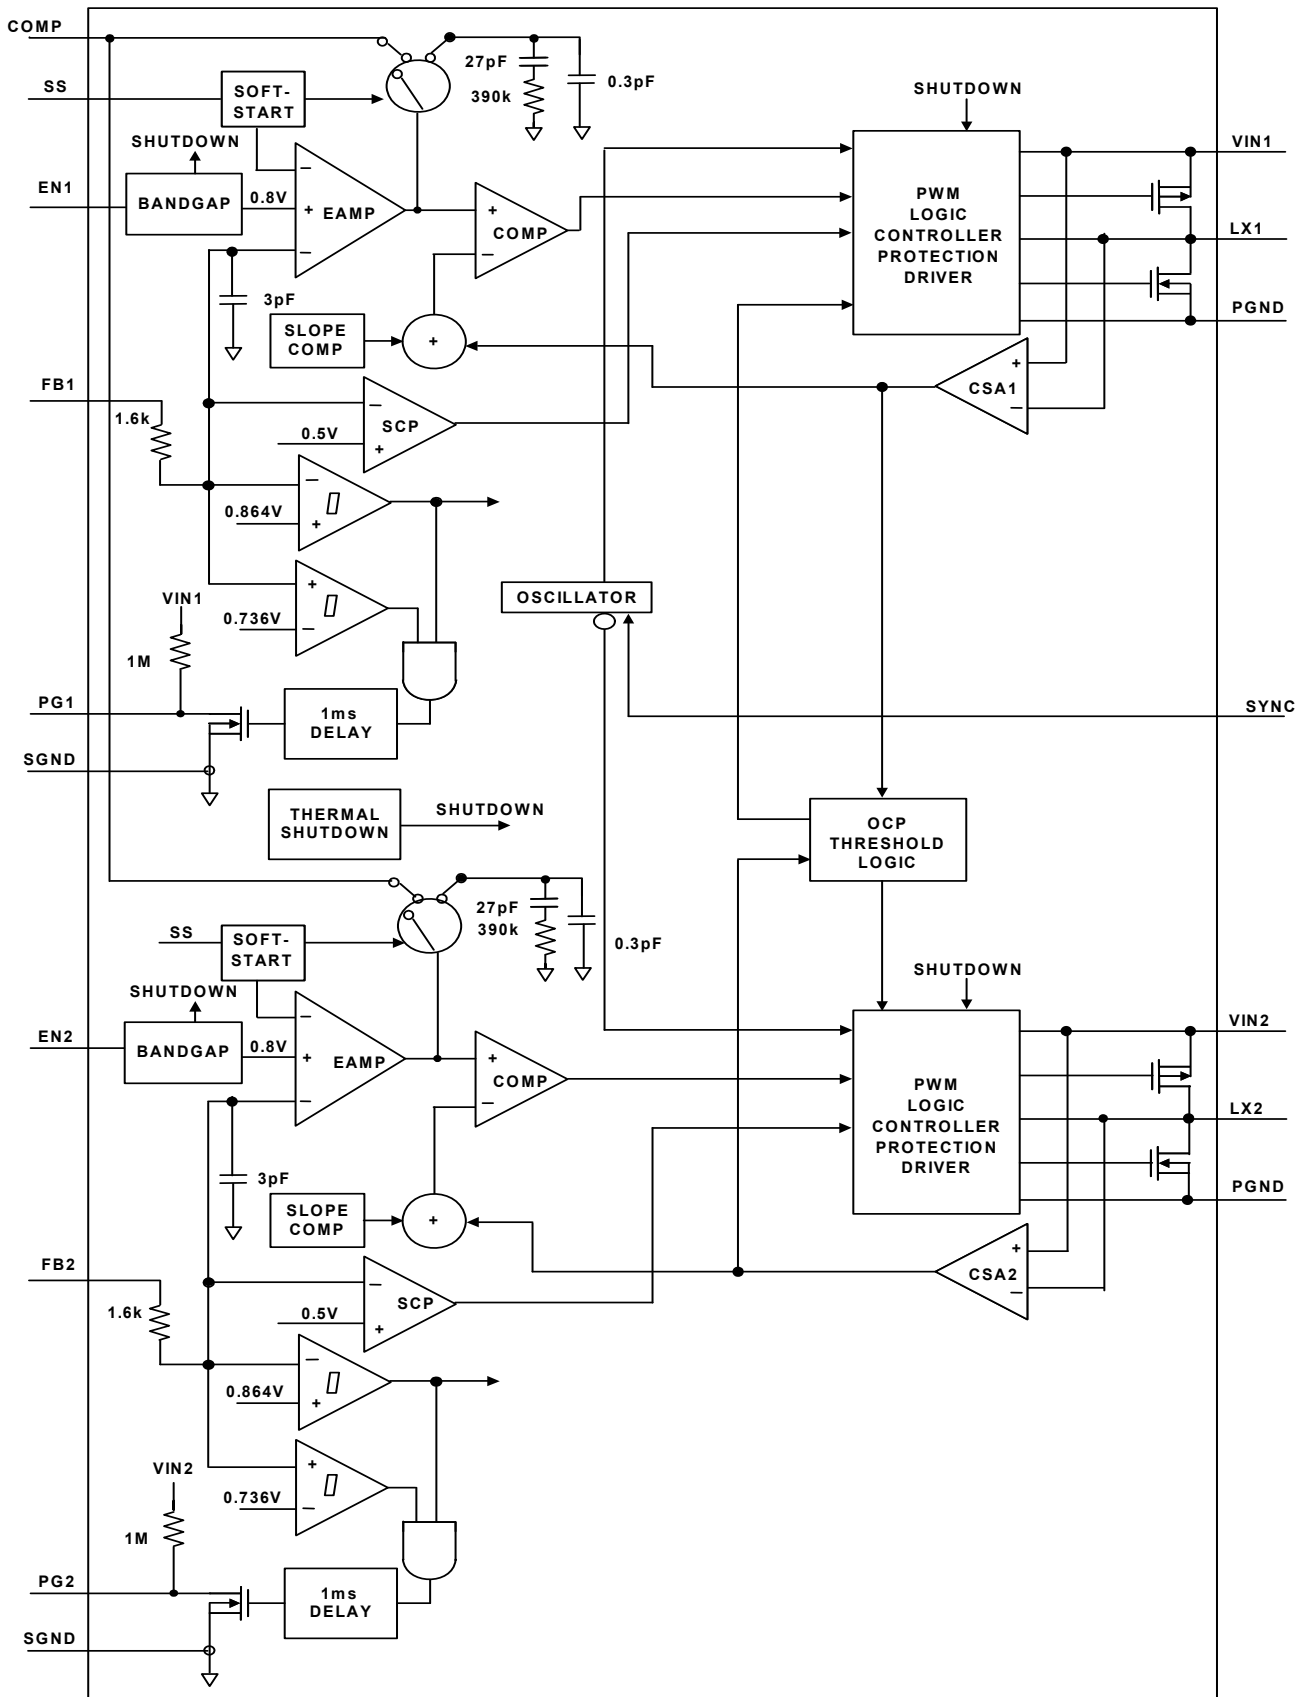 COMP
27pF
390k
0.3pF
SS
SOFT-
START
SHUTDOWN
SHUTDOWN
VIN1
EN1
BANDGAP
0.8V
−
+
−
EAMP
+
−
COMP
PWM
LOGIC
CONTROLLER
PROTECTION
DRIVER
LX1
PGND
3pF
SLOPE
COMP
+
+
−
CSA1
FB1
1.6k
−
SCP
0.5V
+
−
0.864V
+
VIN1
+
0.736V
−
OSCILLATOR
1M
PG1
1ms
DELAY
SYNC
SGND
THERMAL
SHUTDOWN
SHUTDOWN
OCP
THRESHOLD
LOGIC
27pF
390k
0.3pF
SS
SOFT-
START
SHUTDOWN
SHUTDOWN
VIN2
EN2
BANDGAP
0.8V
−
+
−
EAMP
+
−
COMP
PWM
LOGIC
CONTROLLER
PROTECTION
DRIVER
LX2
PGND
3pF
SLOPE
COMP
+
+
−
CSA2
FB2
1.6k
−
SCP
0.5V
+
−
0.864V
+
VIN2
+
0.736V
−
1M
PG2
1ms
DELAY
SGND